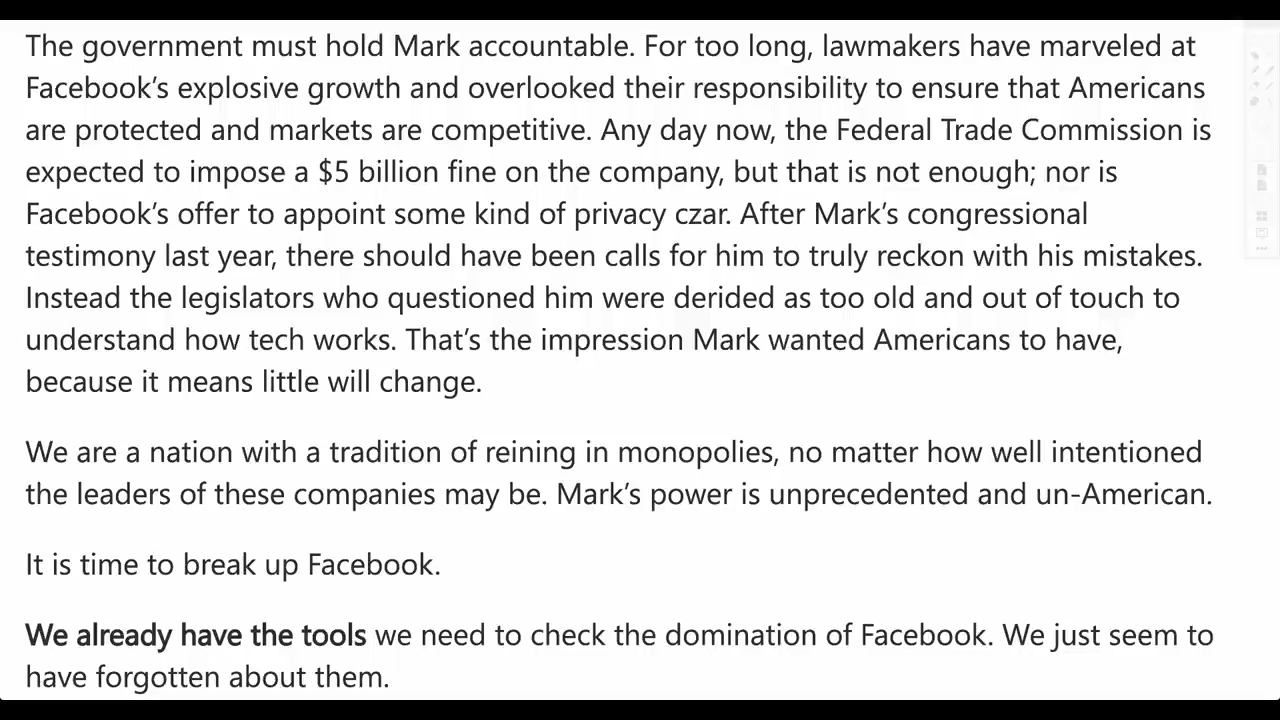 The government must hold Mark accountable. For too long, lawmakers have marveled at
Facebook’s explosive growth and overlooked their responsibility to ensure that Americans
are protected and markets are competitive. Any day now, the Federal Trade Commission is
expected to impose a $5 billion fine on the company, but that is not enough; nor is
Facebook’s offer to appoint some kind of privacy czar. After Mark’s congressional
testimony last year, there should have been calls for him to truly reckon with his mistakes.
Instead the legislators who questioned him were derided as too old and out of touch to
understand how tech works. That’s the impression Mark wanted Americans to have,
because it means little will change.
We are a nation with a tradition of reining in monopolies, no matter how well intentioned
the leaders of these companies may be. Mark’s power is unprecedented and un-American.
It is time to break up Facebook.
We already have the tools we need to check the domination of Facebook. We just seem to
have forgotten about them.